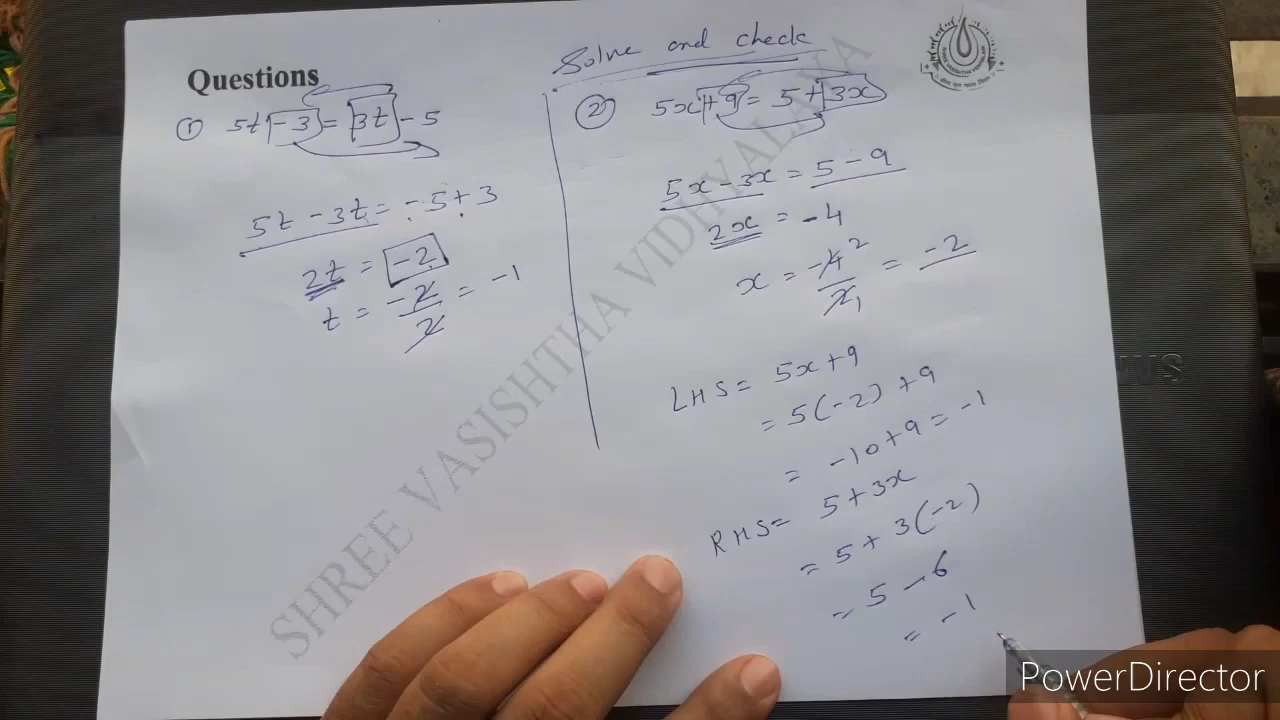 Solve and check
Questions
① 5t - 3 = 3t - 5
5t - 3t = -5 + 3
2t = -2
t = -2/2 = -1
② 5x + 9 = 5 + 3x
5x - 3x = 5 - 9
2x = -4
x = -4/2 = -2
2
1
LHS = 5x + 9
= 5(-2) + 9
= -10 + 9 = -1
RHS = 5 + 3x
= 5 + 3(-2)
= 5 - 6
= -1
SHREE VASISHTHA VIDHYALAYA
PowerDirector